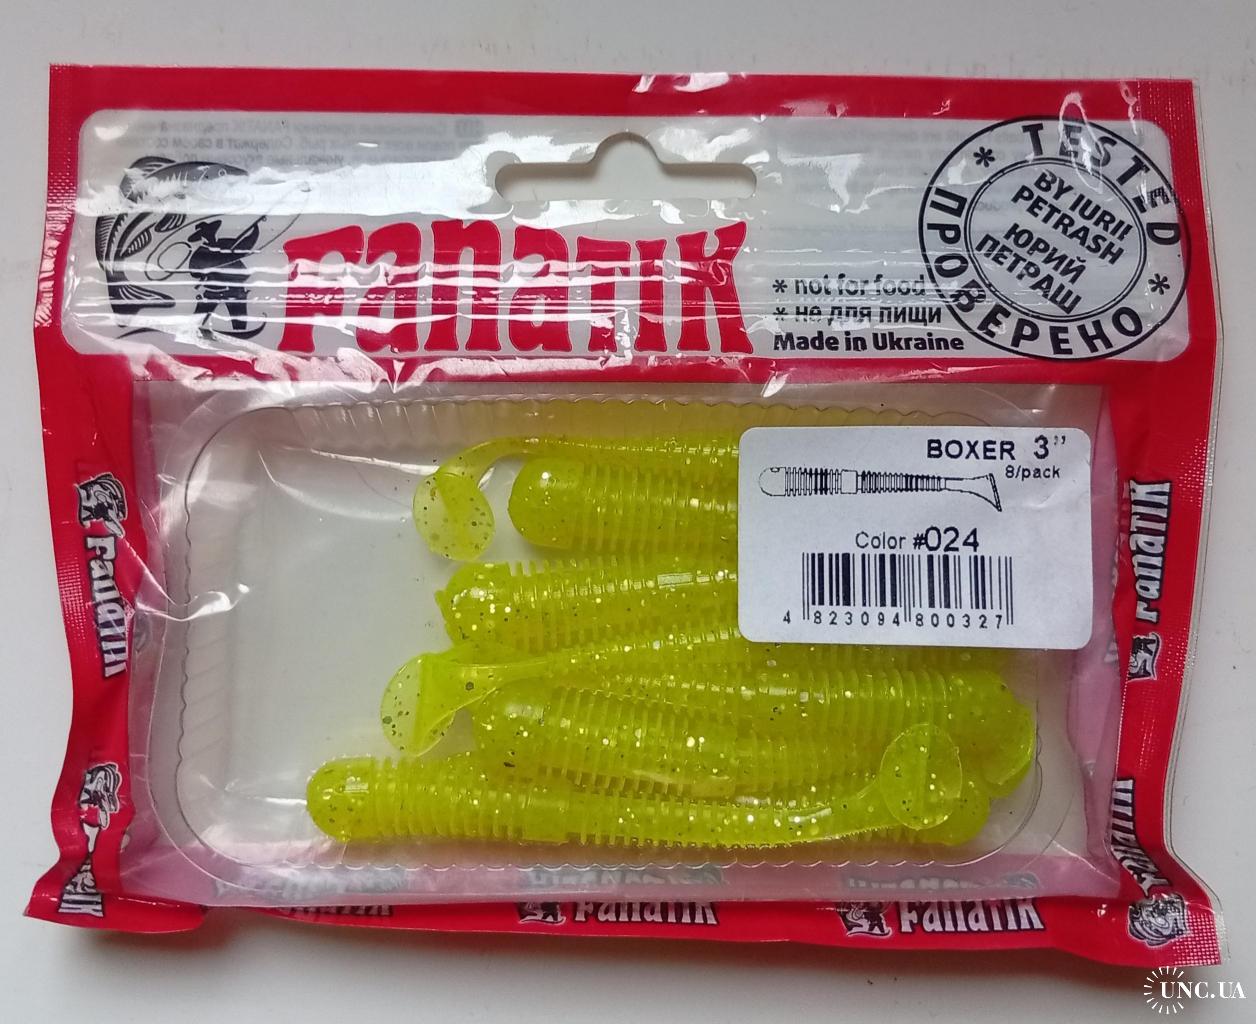 FANATIK
* not for food
* не для пищи
Made in Ukraine
* TESTED *
BY IURII
PETRASH
ЮРИЙ
ПЕТРАШ
ПРОВЕРЕНО
BOXER 3"
8/pack
Color #024
4 823094 800327
FANATIK
FANATIK
FANATIK
FANATIK
FANATIK
FANATIK
UNC.UA